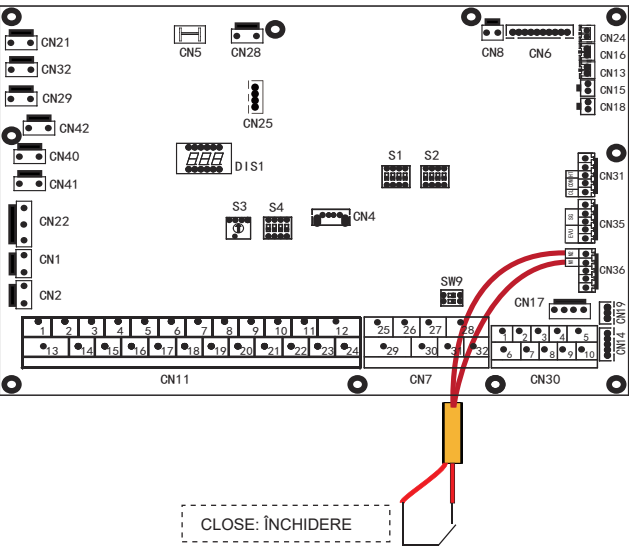 CN21
CN5
CN28
CN8
CN6
CN24
CN16
CN32
CN13
CN15
CN29
CN18
CN25
CN42
CN40
DIS1
S1 S2
CN31
CN41
CN22
S3 S4
CN4
SG
EVU
CN35
CN1
CN36
CN2
SW9
CN17
CN19
CN14
1 2 3 4 5 6 7 8 9 10 11 12
13 14 15 16 17 18 19 20 21 22 23 24
CN11
25 26 27 28
29 30 31 32
CN7
1 2 3 4 5
6 7 8 9 10
CN30
CLOSE: ÎNCHIDERE